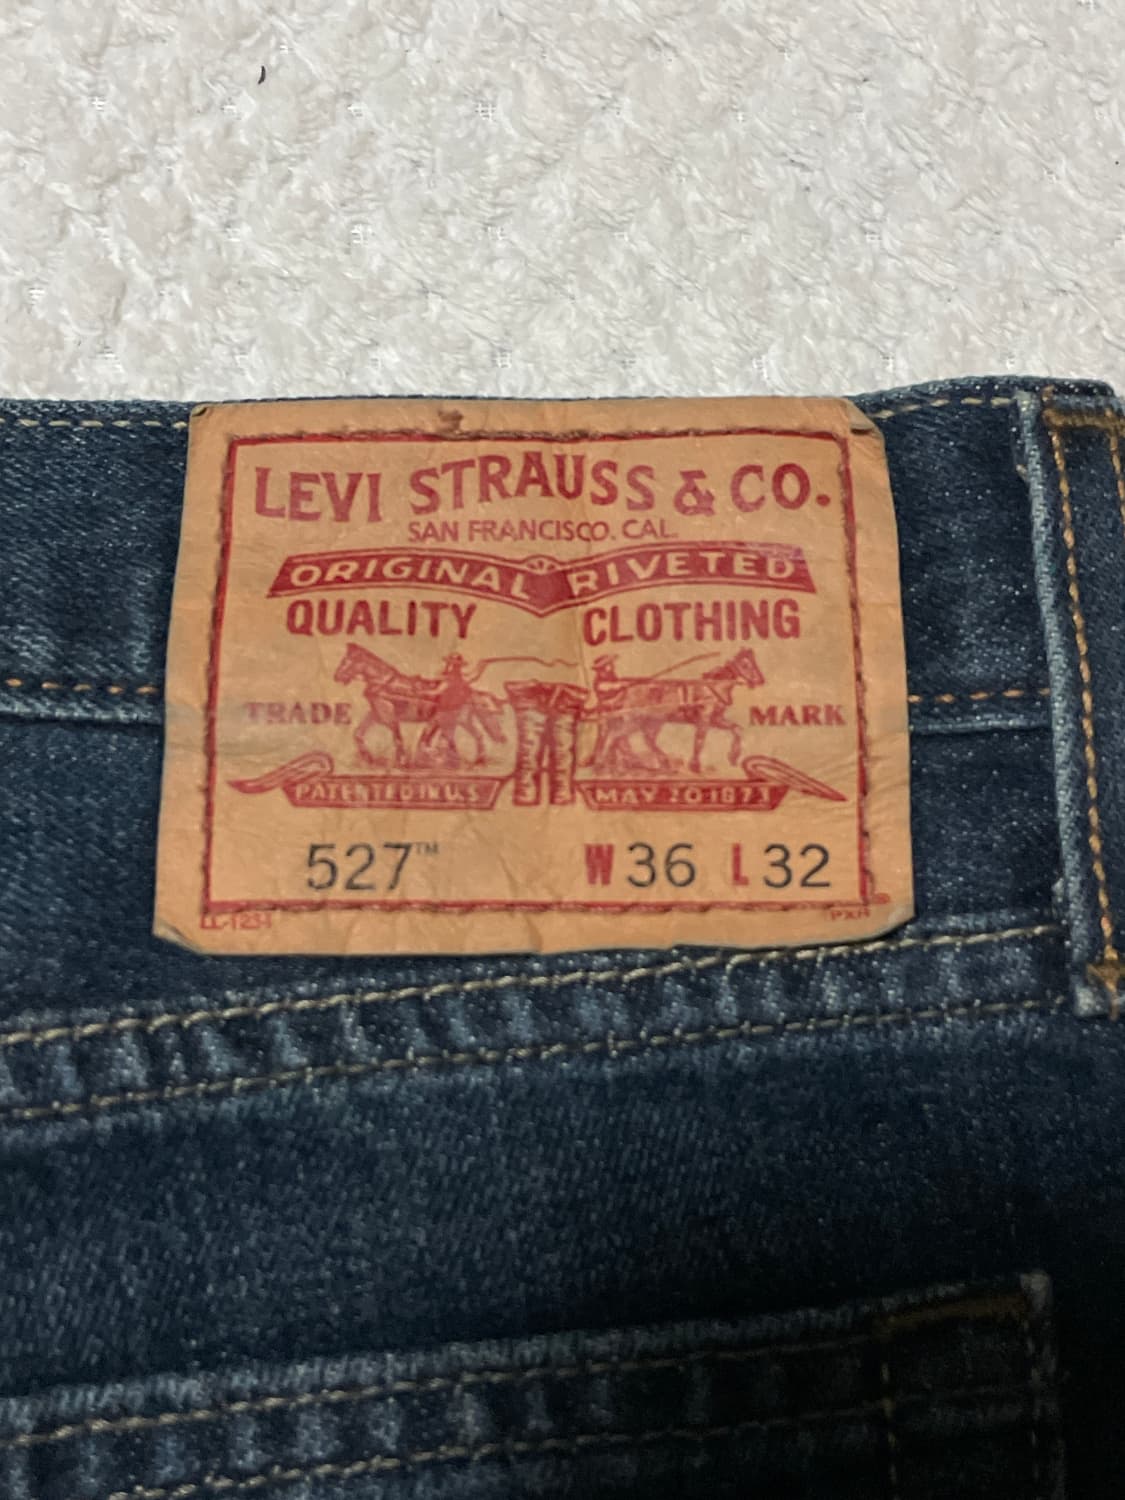 LEVI STRAUSS & CO.
SAN FRANCISCO. CAL.
ORIGINAL RIVETED
QUALITY CLOTHING
TRADE MARK
PATENTED IN U.S. MAY 20 1873
527™ W36 L32